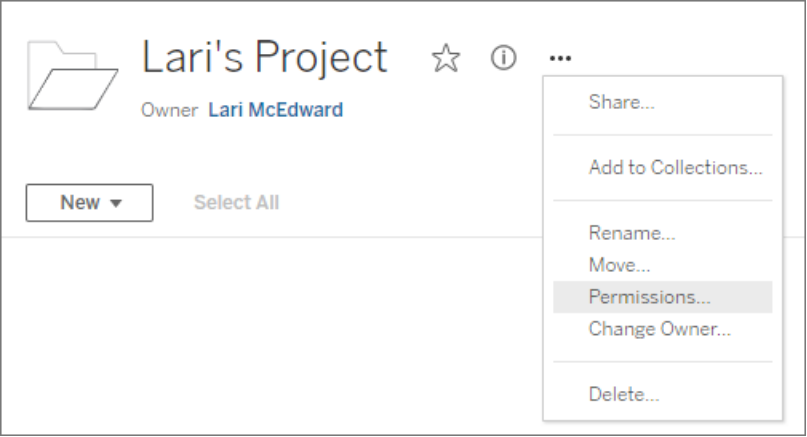 Lari's Project
Owner Lari McEdward
New
Select All
Share...
Add to Collections...
Rename...
Move...
Permissions...
Change Owner...
Delete...